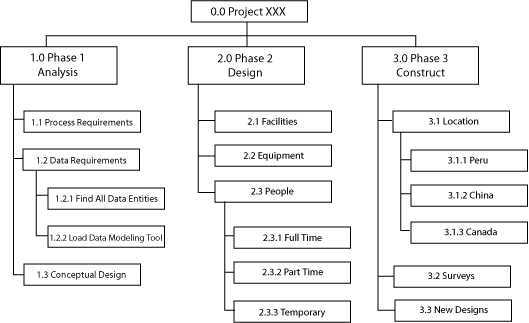 0.0 Project XXX
1.0 Phase 1
Analysis
1.1 Process Requirements
1.2 Data Requirements
1.2.1 Find All Data Entities
1.2.2 Load Data Modeling Tool
1.3 Conceptual Design
2.0 Phase 2
Design
2.1 Facilities
2.2 Equipment
2.3 People
2.3.1 Full Time
2.3.2 Part Time
2.3.3 Temporary
3.0 Phase 3
Construct
3.1 Location
3.1.1 Peru
3.1.2 China
3.1.3 Canada
3.2 Surveys
3.3 New Designs